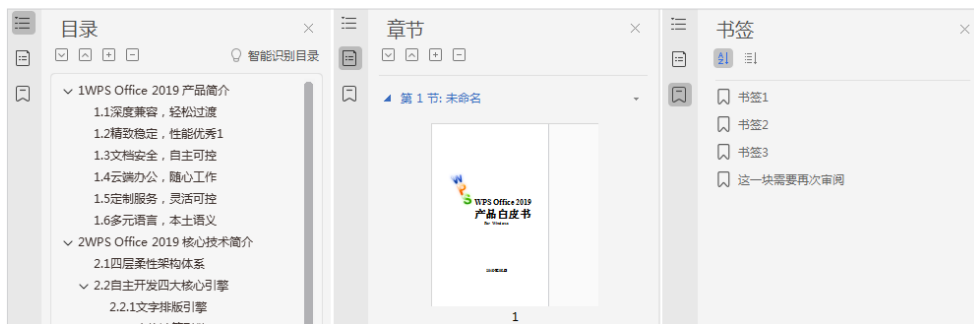 目录
智能识别目录
1WPS Office 2019 产品简介
1.1深度兼容，轻松过渡
1.2精致稳定，性能优秀1
1.3文档安全，自主可控
1.4云端办公，随心工作
1.5定制服务，灵活可控
1.6多元语言，本土语义
2WPS Office 2019 核心技术简介
2.1四层柔性架构体系
2.2自主开发四大核心引擎
2.2.1文字排版引擎
章节
第 1 节: 未命名
WPS
WPS Office 2019
产品白皮书
For Windows
1
书签
书签1
书签2
书签3
这一块需要再次审阅